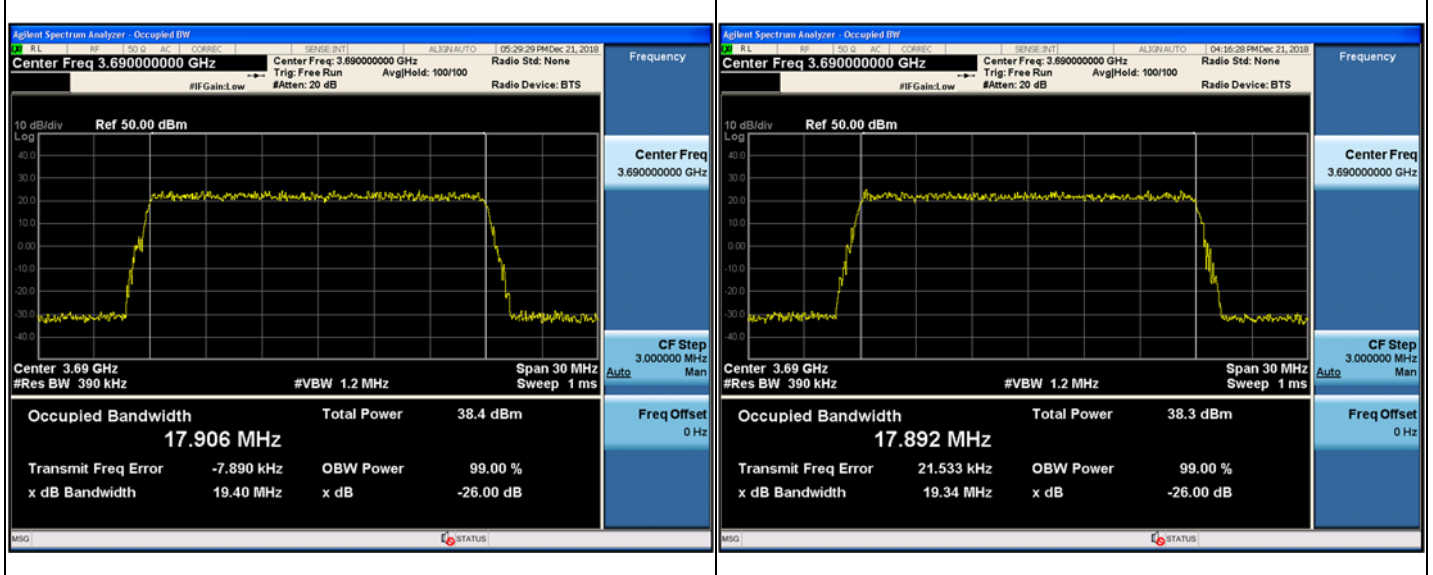 Agilent Spectrum Analyzer - Occupied BW
RL RF 50 Ω AC CORREC SENSE:INT ALIGN AUTO 05:29:29 PM Dec 21, 2018
Center Freq 3.690000000 GHz
Center Freq: 3.690000000 GHz
Radio Std: None
Trig: Free Run Avg|Hold: 100/100
#IFGain:Low
#Atten: 20 dB
Radio Device: BTS
10 dB/div Ref 50.00 dBm
Log
40.0
30.0
20.0
10.0
0.00
-10.0
-20.0
-30.0
-40.0
Center 3.69 GHz
Span 30 MHz
#Res BW 390 kHz
#VBW 1.2 MHz
Sweep 1 ms
Occupied Bandwidth
17.906 MHz
Total Power 38.4 dBm
Transmit Freq Error -7.890 kHz
OBW Power 99.00 %
x dB Bandwidth 19.40 MHz
x dB -26.00 dB
MSG
STATUS
Frequency
Center Freq
3.690000000 GHz
CF Step
3.000000 MHz
Auto Man
Freq Offset
0 Hz
Agilent Spectrum Analyzer - Occupied BW
RL RF 50 Ω AC CORREC SENSE:INT ALIGN AUTO 04:16:28 PM Dec 21, 2018
Center Freq 3.690000000 GHz
Center Freq: 3.690000000 GHz
Radio Std: None
Trig: Free Run Avg|Hold: 100/100
#IFGain:Low
#Atten: 20 dB
Radio Device: BTS
10 dB/div Ref 50.00 dBm
Log
40.0
30.0
20.0
10.0
0.00
-10.0
-20.0
-30.0
-40.0
Center 3.69 GHz
Span 30 MHz
#Res BW 390 kHz
#VBW 1.2 MHz
Sweep 1 ms
Occupied Bandwidth
17.892 MHz
Total Power 38.3 dBm
Transmit Freq Error 21.533 kHz
OBW Power 99.00 %
x dB Bandwidth 19.34 MHz
x dB -26.00 dB
MSG
STATUS
Frequency
Center Freq
3.690000000 GHz
CF Step
3.000000 MHz
Auto Man
Freq Offset
0 Hz